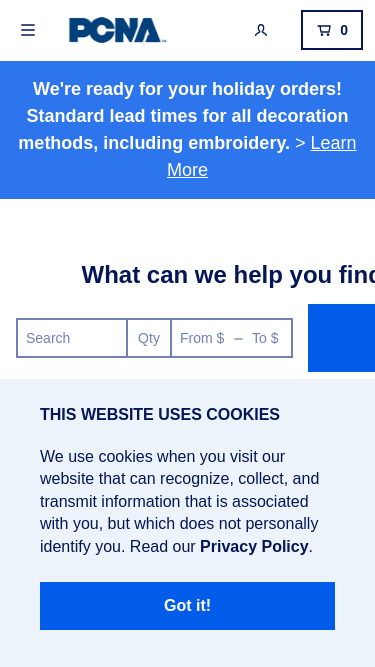 PCNA
0
We're ready for your holiday orders!
Standard lead times for all decoration
methods, including embroidery. > Learn
More
What can we help you find
Search Qty From $ – To $
THIS WEBSITE USES COOKIES
We use cookies when you visit our
website that can recognize, collect, and
transmit information that is associated
with you, but which does not personally
identify you. Read our Privacy Policy.
Got it!